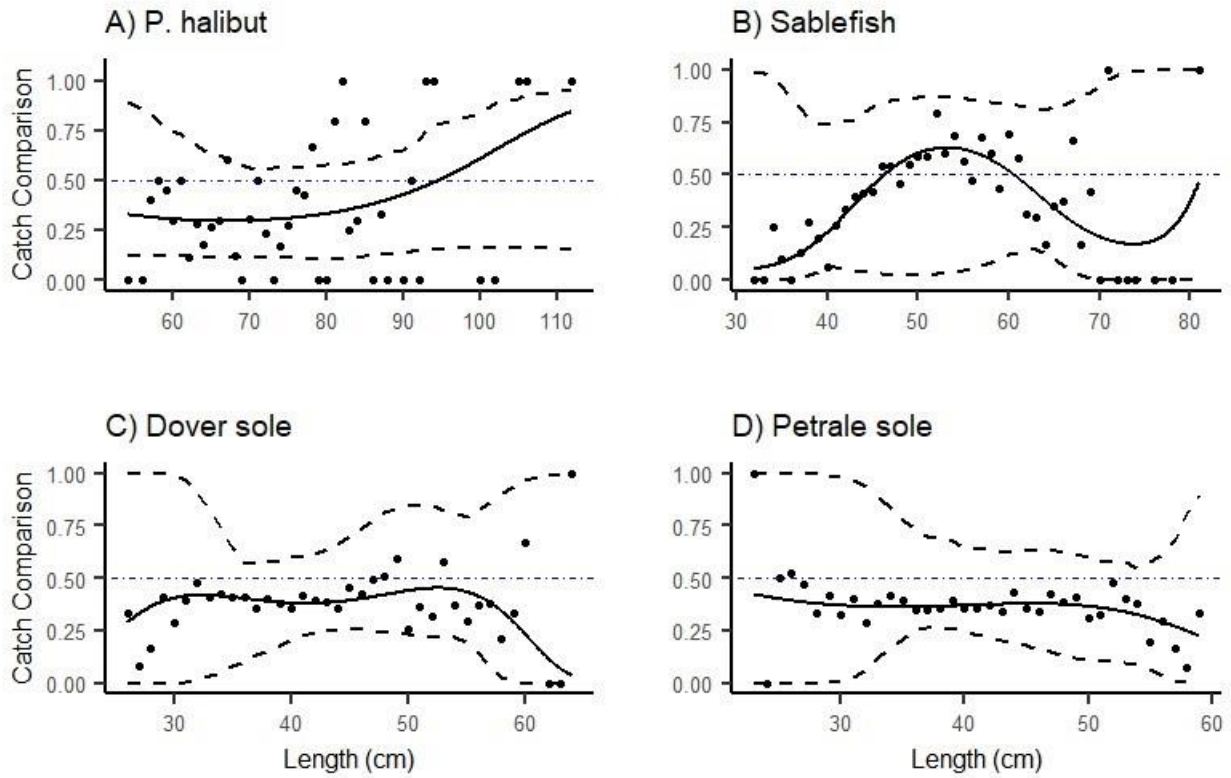 A) P. halibut
B) Sablefish
Catch Comparison
1.00
0.75
0.50
0.25
0.00
60 70 80 90 100 110
1.00
0.75
0.50
0.25
0.00
30 40 50 60 70 80
C) Dover sole
D) Petrale sole
Catch Comparison
1.00
0.75
0.50
0.25
0.00
30 40 50 60
Length (cm)
1.00
0.75
0.50
0.25
0.00
30 40 50 60
Length (cm)